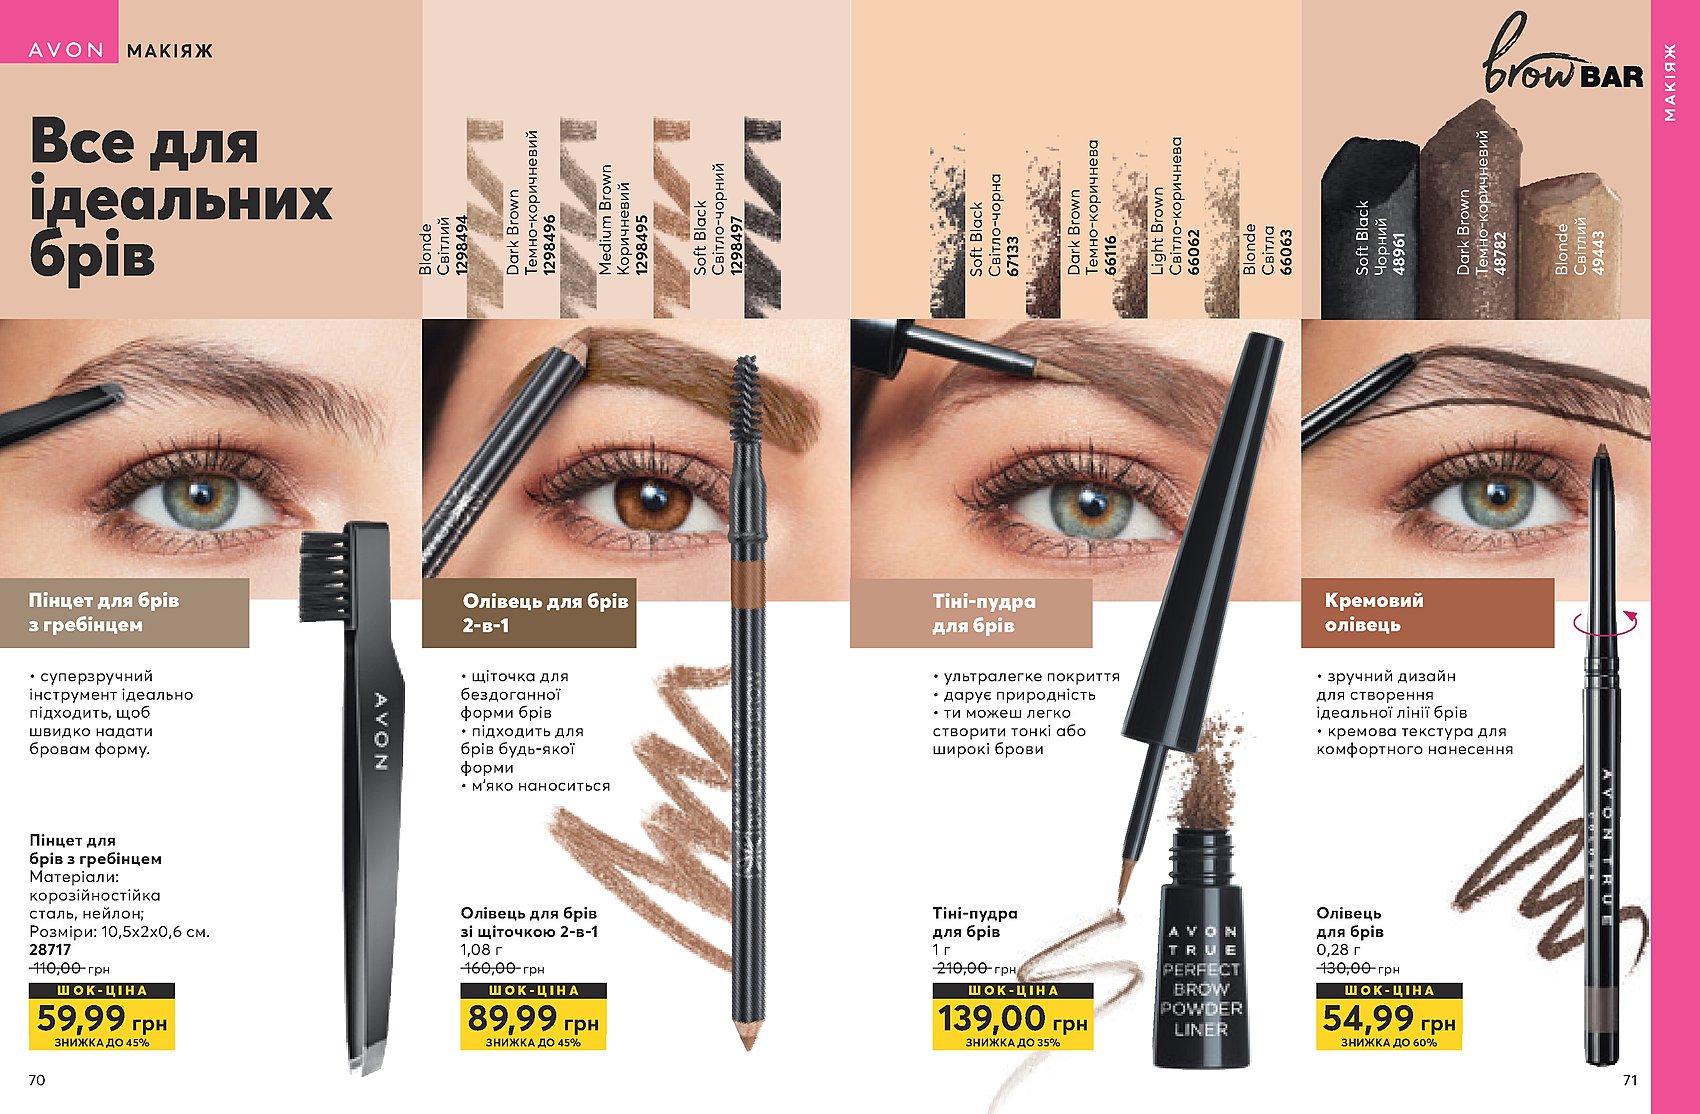 AVON МАКІЯ�ж
Все для
ідеальних
брів
Blonde
Світлий
1298494
Dark Brown
Темно-коричневий
1298496
Medium Brown
Коричневий
1298495
Soft Black
Світло-чорний
1298497
Soft Black
Світло-чорна
67133
Dark Brown
Темно-коричнева
66116
Light Brown
Світло-коричнева
66062
Blonde
Світла
66063
brow BAR
Soft Black
Чорний
48961
Dark Brown
Темно-коричневий
48782
Blonde
Світлий
49443
МАКІЯЖ
Пінцет для брів
з гребінцем
• суперзручний
інструмент ідеально
підходить, щоб
швидко надати
бровам форму.
AVON
Пінцет для
брів з гребінцем
Матеріали:
корозійностійка
сталь, нейлон;
Розміри: 10,5х2х0,6 см.
28717
110,00 грн
ШОК-ЦІНА
59,99 грн
ЗНИЖКА ДО 45%
70
Олівець для брів
2-в-1
• щіточка для
бездоганної
форми брів
• підходить для
брів будь-якої
форми
• м'яко наноситься
Олівець для брів
зі щіточкою 2-в-1
1,08 г
160,00 грн
ШОК-ЦІНА
89,99 грн
ЗНИЖКА ДО 45%
Тіні-пудра
для брів
• ультралегке покриття
• дарує природність
• ти можеш легко
створити тонкі або
широкі брови
Тіні-пудра
для брів
1 г
210,00 грн
ШОК-ЦІНА
139,00 грн
ЗНИЖКА ДО 35%
AVON
TRUE
PERFECT
BROW
POWDER
LINER
Кремовий
олівець
• зручний дизайн
для створення
ідеальної лінії брів
• кремова текстура для
комфортного нанесення
AVON TRUE
Олівець
для брів
0,28 г
130,00 грн
ШОК-ЦІНА
54,99 грн
ЗНИЖКА ДО 60%
71